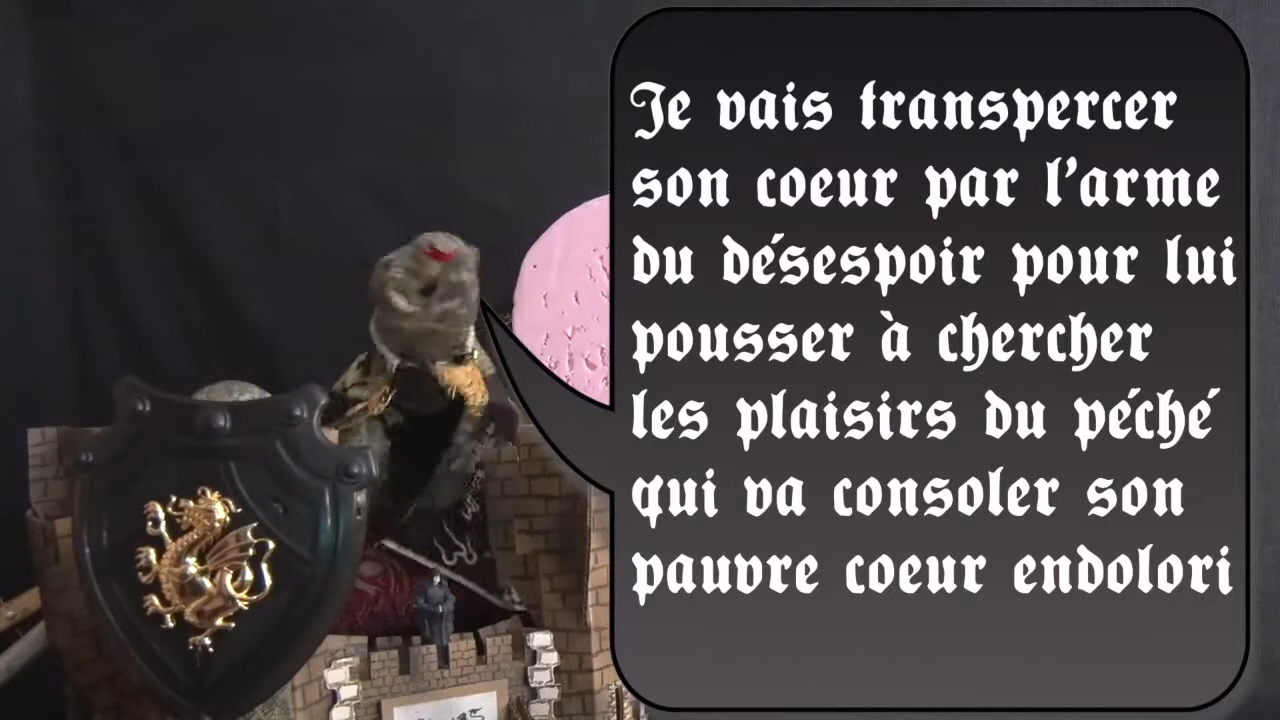 Je vais transpercer
son coeur par l'arme
du désespoir pour lui
pousser à chercher
les plaisirs du péché
qui va consoler son
pauvre coeur endolori